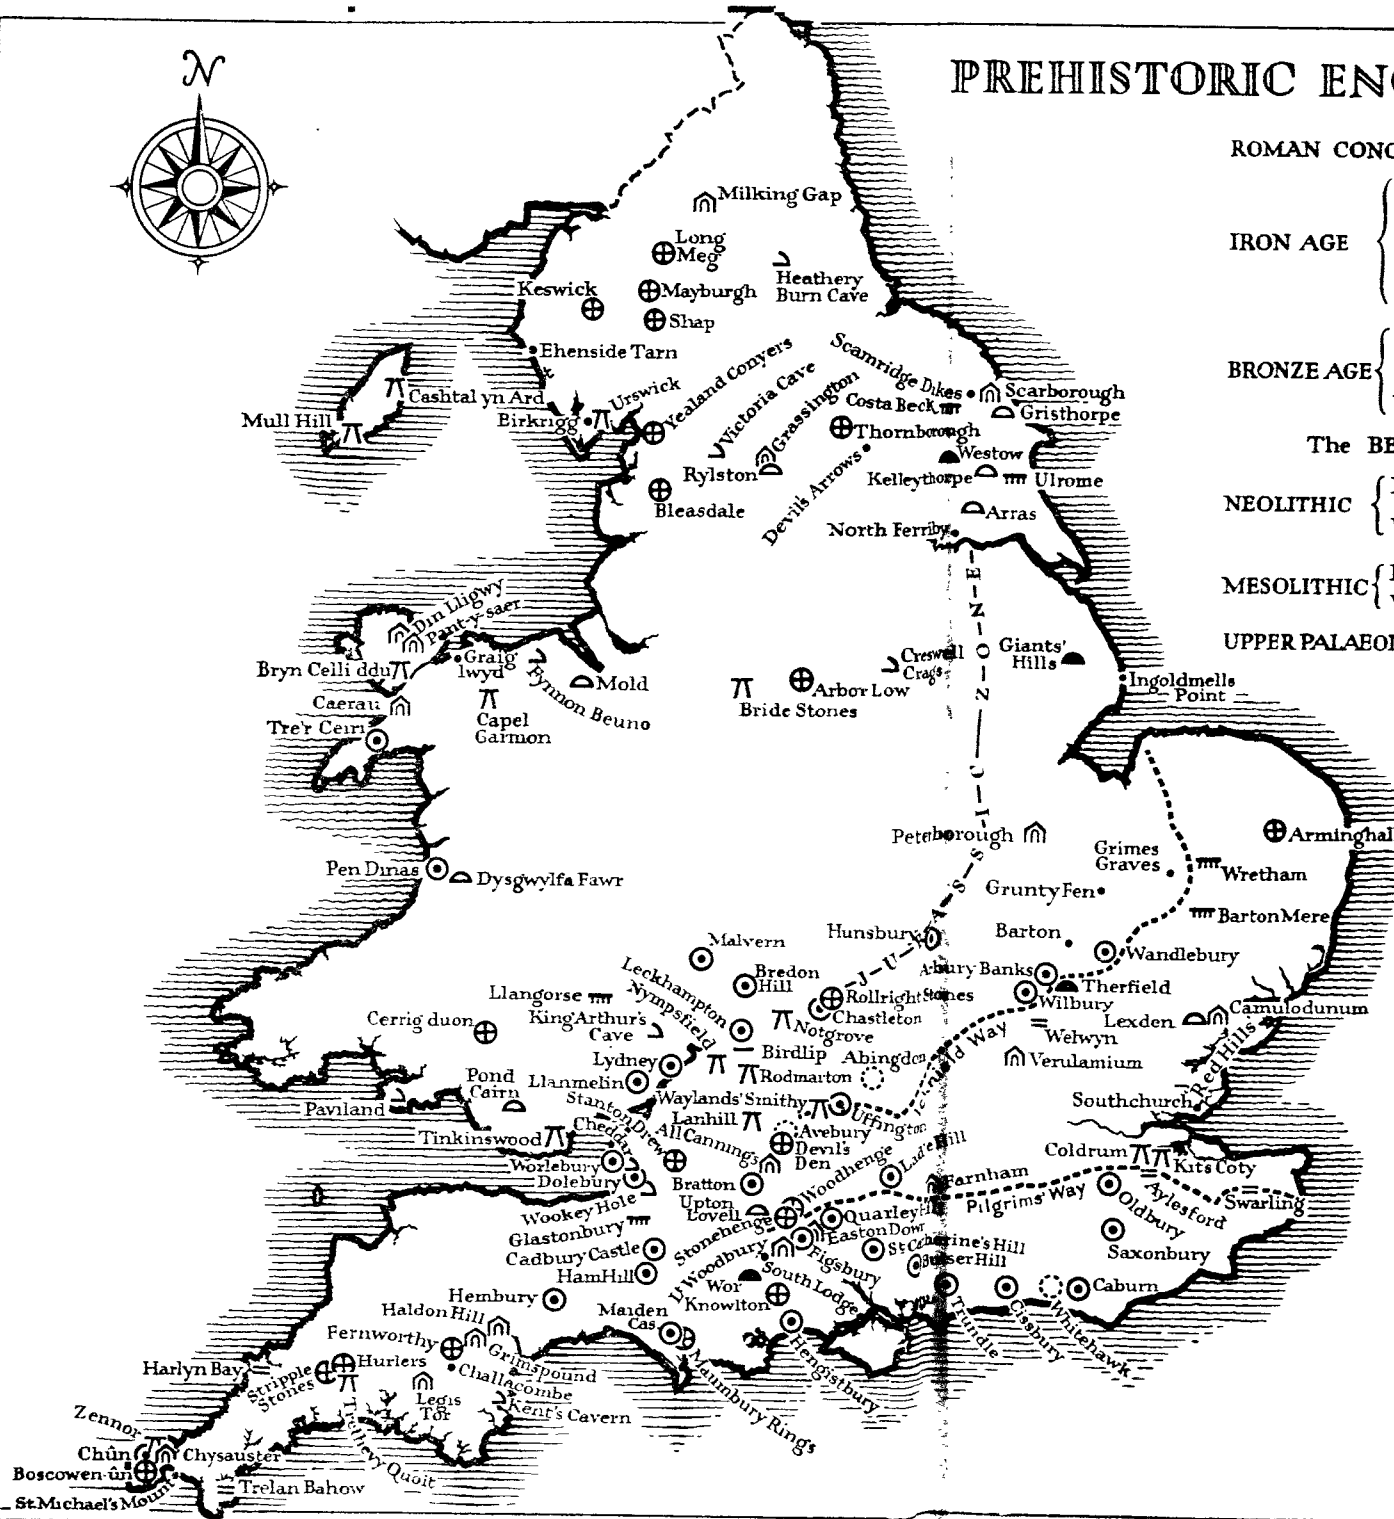 N
PREHISTORIC
ROMAN
IRON AGE
BRONZE AGE
The
NEOLITHIC
MESOLITHIC
UPPER
Milking Gap
Long
Meg
Heathery
Burn Cave
Keswick
Mayburgh
Shap
Ehenside Tarn
Scamridge Dikes
Scarborough
Gristhorpe
Costa Beck
Thornborough
Cashtal yn Ard
Mull Hill
Birkrigg
Urswick
Yealand Conyers
Victoria Cave
Grassington
Rylston
Bleasdale
Devil's Arrows
Westow
Kelleythorpe
Ulrome
Arras
North Ferriby
Din Lligwy
Pant-y-saer
Bryn Celli ddu
Graig
lwyd
Fynnon Beuno
Mold
Caerau
Capel
Garmon
Tre'r Ceiri
Bride Stones
Arbor Low
Creswell
Crags
Giants'
Hills
Ingoldmells
Point
JURASSIC ZONE
Peterborough
Arminghal
Grimes
Graves
Wretham
Grunty Fen
Barton Mere
Pen Dinas
Dysgwylfa Fawr
Malvern
Hunsbury
Barton
Wandlebury
Leckhampton
Bredon
Hill
Nympsfield
Llangorse
King Arthur's
Cave
Cerrig duon
Rollright Stones
Chastleton
Notgrove
bury Banks
Therfield
Wilbury
Welwyn
Lexden
Camulodunum
Red Hills
Verulamium
Icknield Way
Birdlip
Abingdon
Lydney
Llanmelin
Rodmarton
Pond
Cairn
Paviland
Waylands' Smithy
Uffington
Stanton Drew
Lanhill
Avebury
Devil's
Den
Southchurch
Tinkinswood
Cheddar
All Cannings
Worlebury
Dolebury
Bratton
Woodhenge
Farnham
Pilgrims' Way
Coldrum
Kits Coty
Aylesford
Swarling
Oldbury
Saxonbury
Wookey Hole
Glastonbury
Upton
Lovell
Stonehenge
Quarley
Easton Down
Figsbury
Cadbury Castle
Ham Hill
Woodbury
St Catherine's Hill
Butser Hill
South Lodge
Wor
Knowlton
Hembury
Haldon Hill
Maiden
Cas
Trundle
Cissbury
Whitehawk
Caburn
Fernworthy
Grimspound
Challacombe
Maumbury Rings
Hengistbury
Harlyn Bay
Stripple
Stones
Hurlers
Legis
Tor
Kent's Cavern
Trethevy Quoit
Zennor
Chûn
Chysauster
Boscowen-ûn
St. Michael's Mount
Trelan Bahow